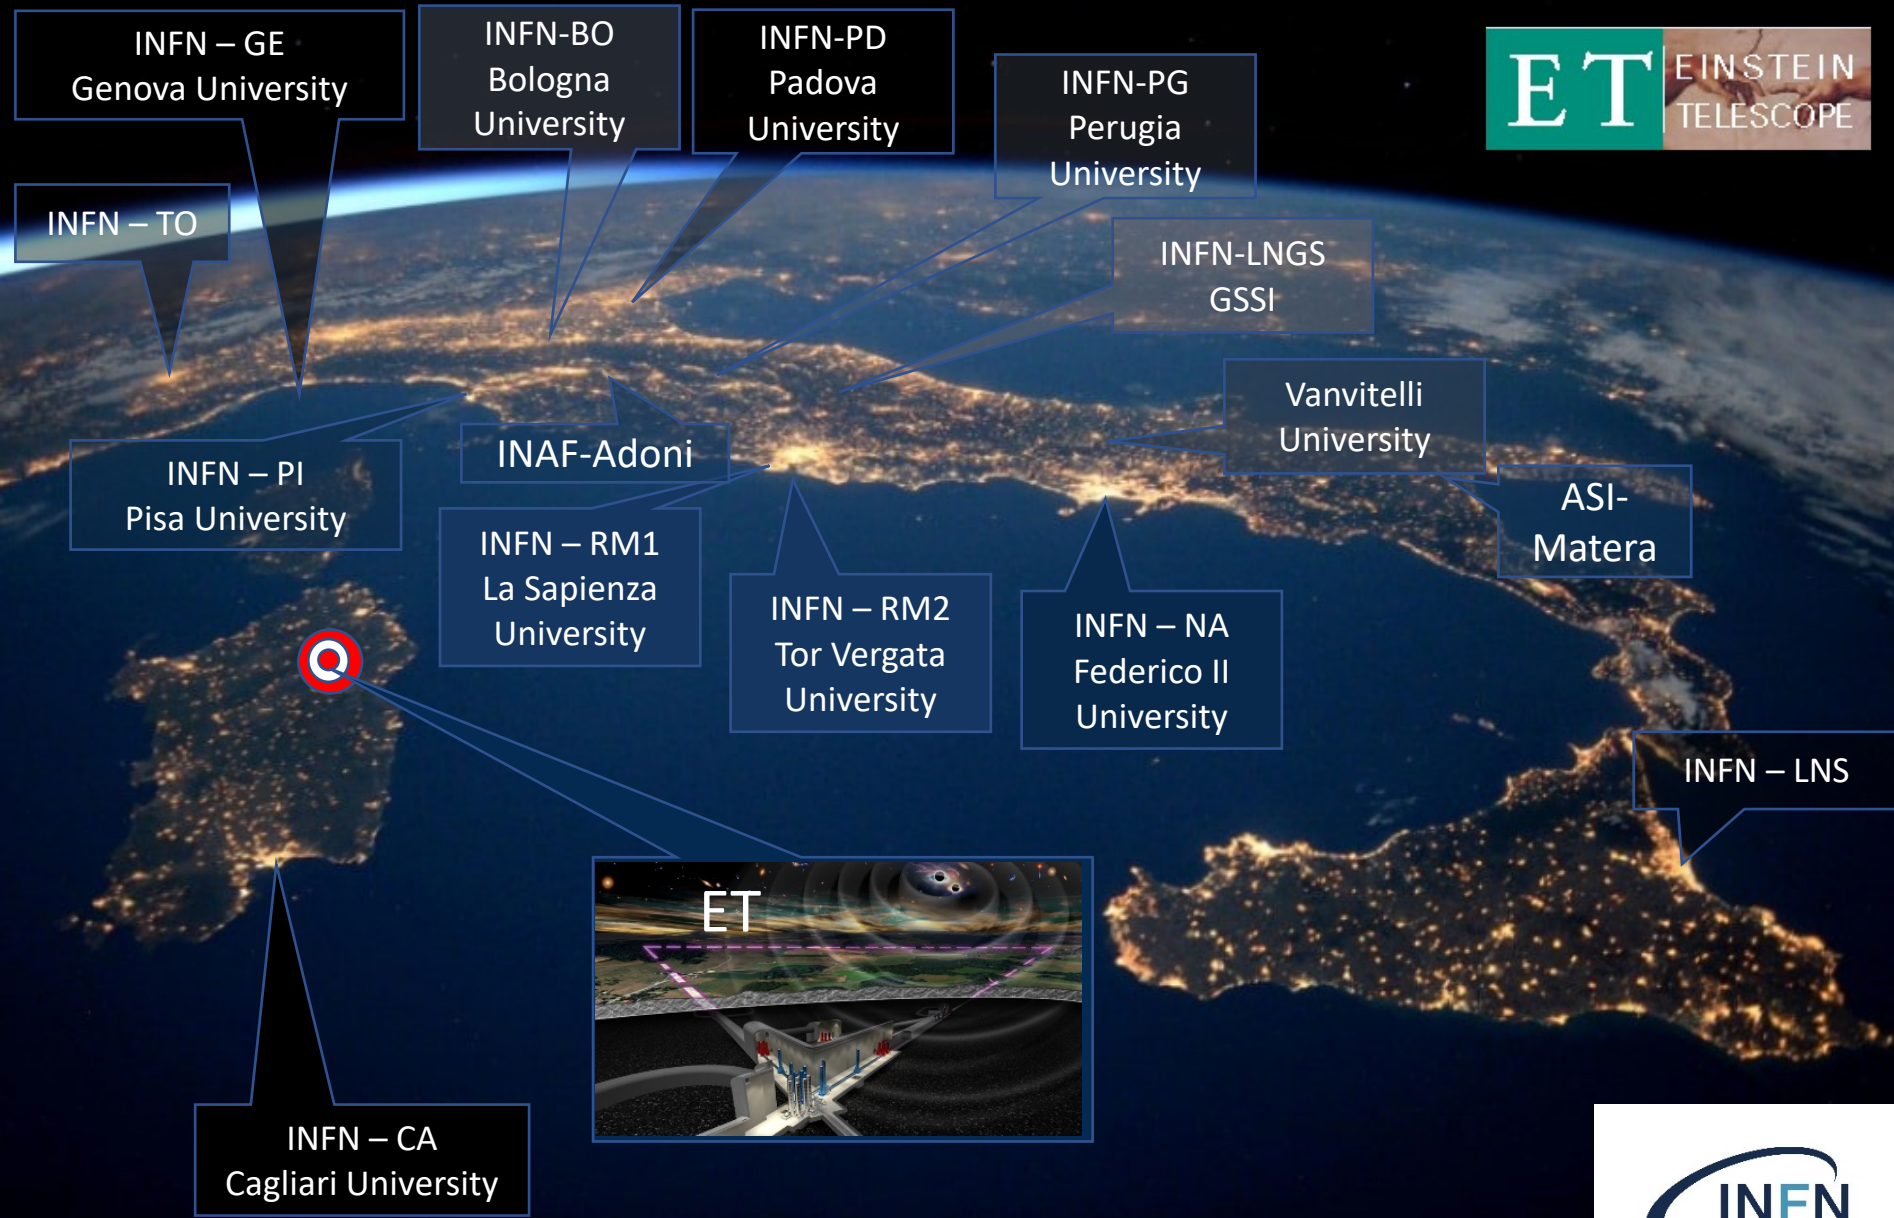 INFN – GE
Genova University
INFN-BO
Bologna
University
INFN-PD
Padova
University
INFN-PG
Perugia
University
ET
EINSTEIN
TELESCOPE
INFN – TO
INFN-LNGS
GSSI
Vanvitelli
University
INAF-Adoni
INFN – PI
Pisa University
ASI-
Matera
INFN – RM1
La Sapienza
University
INFN – RM2
Tor Vergata
University
INFN – NA
Federico II
University
INFN – LNS
ET
INFN – CA
Cagliari University
INFN